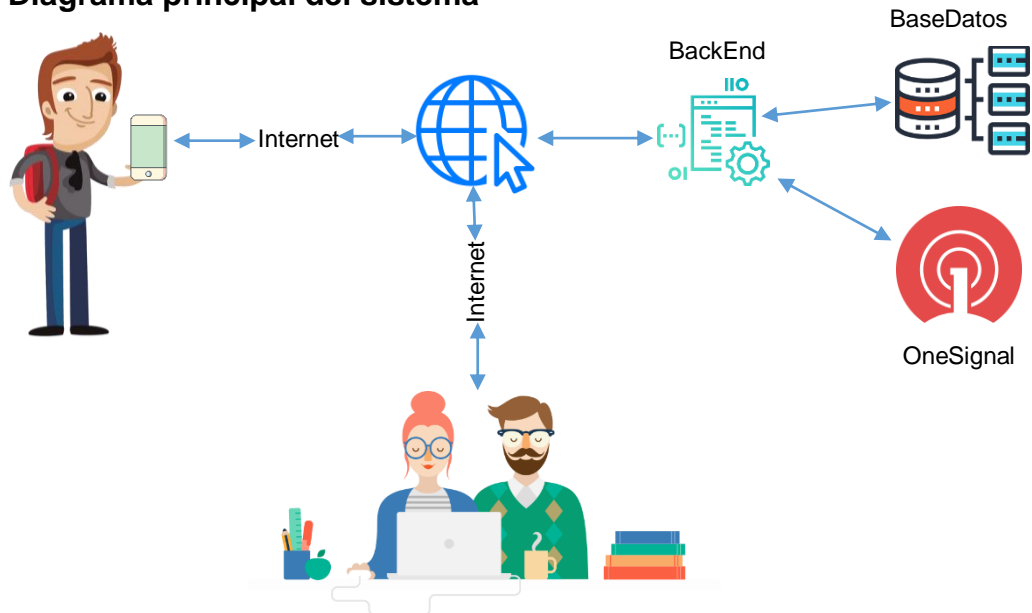 Diagrama principal del sistema
BaseDatos
BackEnd
Internet
Internet
OneSignal